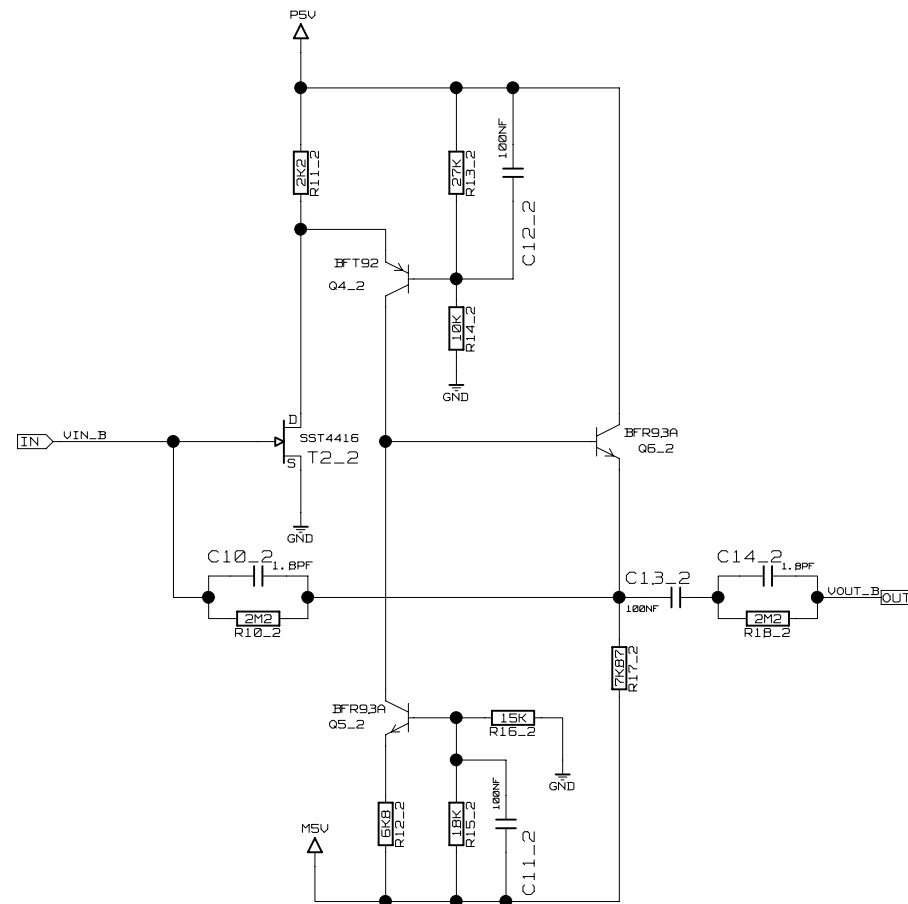 P5V
2K2
R11_2
27K
R13_2
100NF
C12_2
BFT92
Q4_2
10K
R14_2
GND
IN
VIN_B
D
S
SST4416
T2_2
GND
BFR93A
Q6_2
C10_2
1.8PF
2M2
R10_2
C13_2
100NF
C14_2
1.8PF
2M2
R18_2
VOUT_B
OUT
7K87
R17_2
BFR93A
Q5_2
15K
R16_2
GND
M5V
6K8
R12_2
18K
R15_2
100NF
C11_2